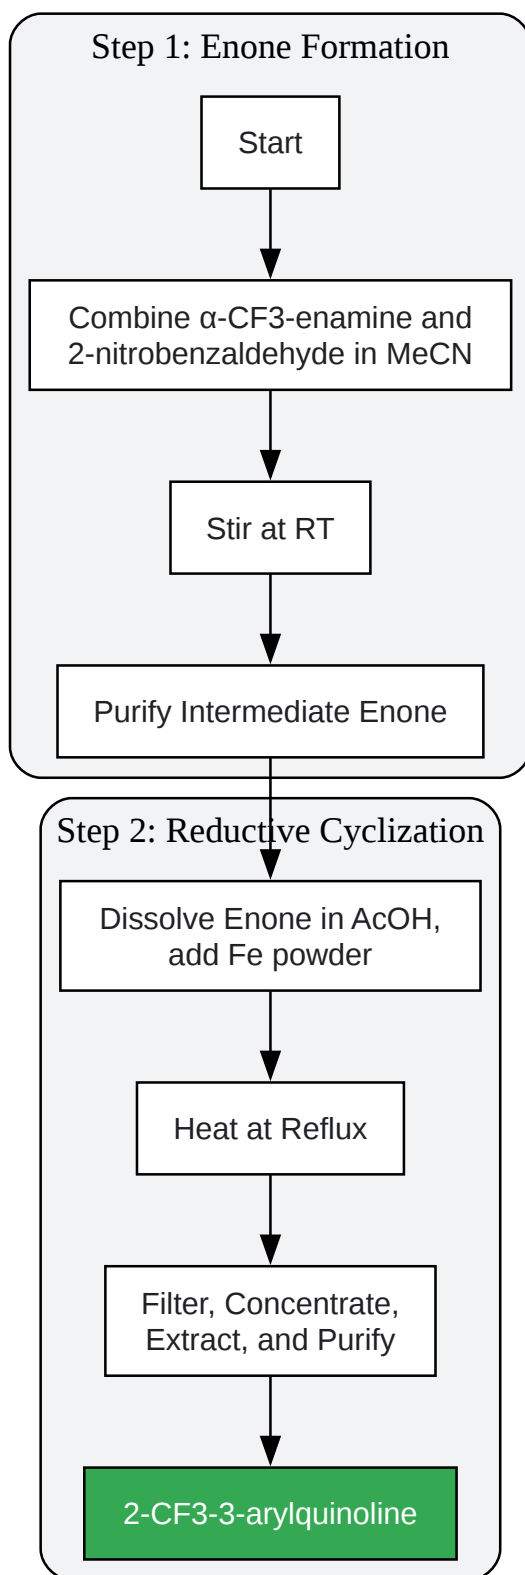 Step 1: Enone Formation
Start
Combine α-CF3-enamine and
2-nitrobenzaldehyde in MeCN
Stir at RT
Purify Intermediate Enone
Step 2: Reductive Cyclization
Dissolve Enone in AcOH,
add Fe powder
Heat at Reflux
Filter, Concentrate,
Extract, and Purify
2-CF3-3-arylquinoline